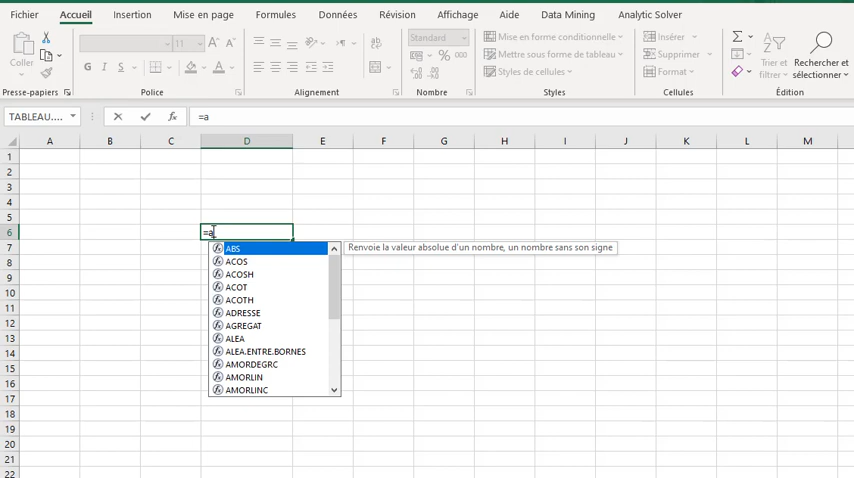 Fichier Accueil Insertion Mise en page Formules Données Révision Affichage Aide Data Mining Analytic Solver
Coller
11 A A
Standard
Mise en forme conditionnelle
Mettre sous forme de tableau
Styles de cellules
Insérer
Supprimer
Format
Trier et
filtrer
Rechercher et
sélectionner
G I S
% 000
Presse-papiers Police Alignement Nombre Styles Cellules Édition
TABLEAU.... fx =a
A B C D E F G H I J K L M
1
2
3
4
5
6 =a
7
8
9
10
11
12
13
14
15
16
17
18
19
20
21
22
ABS Renvoie la valeur absolue d'un nombre, un nombre sans son signe
ACOS
ACOSH
ACOT
ACOTH
ADRESSE
AGREGAT
ALEA
ALEA.ENTRE.BORNES
AMORDEGRC
AMORLIN
AMORLINC